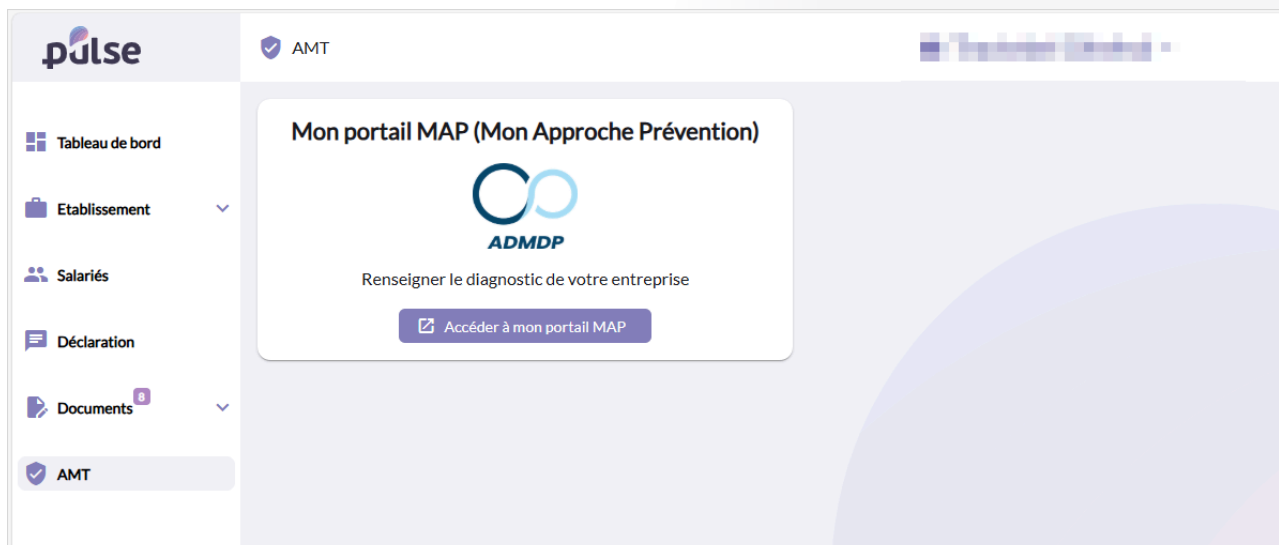 pulse
AMT
Tableau de bord
Etablissement
Salariés
Déclaration
Documents 8
AMT
Mon portail MAP (Mon Approche Prévention)
ADMDP
Renseigner le diagnostic de votre entreprise
Accéder à mon portail MAP